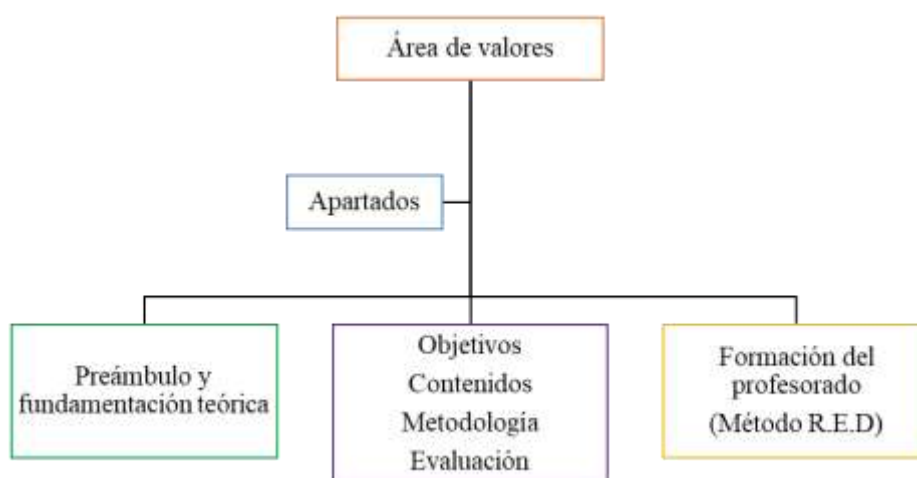 Área de valores
Apartados
Preámbulo y
fundamentación teórica
Objetivos
Contenidos
Metodología
Evaluación
Formación del
profesorado
(Método R.E.D)